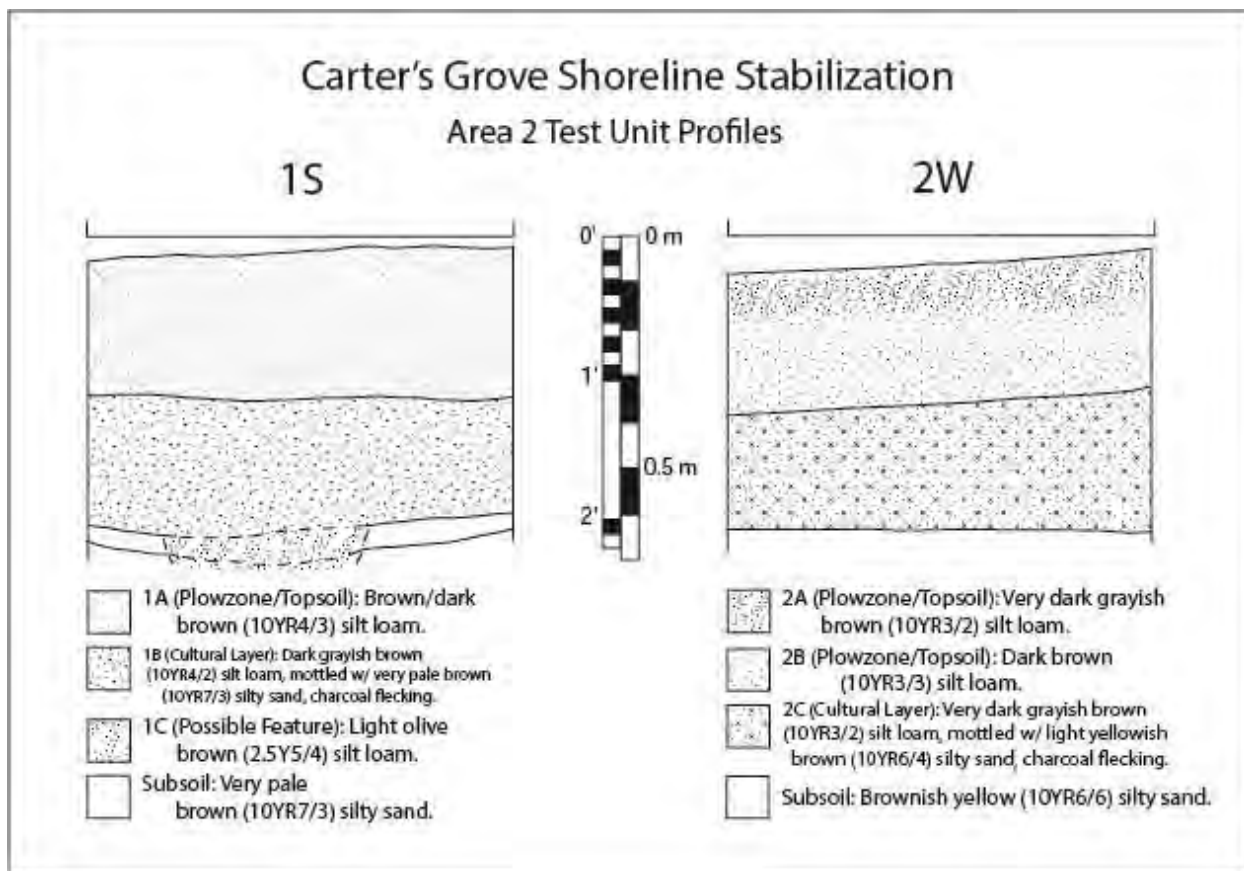 Carter's Grove Shoreline Stabilization
Area 2 Test Unit Profiles
1S
2W
0'
0 m
1'
0.5 m
2'
1A (Plowzone/Topsoil): Brown/dark
brown (10YR4/3) silt loam.
1B (Cultural Layer): Dark grayish brown
(10YR4/2) silt loam, mottled w/ very pale brown
(10YR7/3) silty sand, charcoal flecking.
1C (Possible Feature): Light olive
brown (2.5Y5/4) silt loam.
Subsoil: Very pale
brown (10YR7/3) silty sand.
2A (Plowzone/Topsoil): Very dark grayish
brown (10YR3/2) silt loam.
2B (Plowzone/Topsoil): Dark brown
(10YR3/3) silt loam.
2C (Cultural Layer): Very dark grayish brown
(10YR3/2) silt loam, mottled w/ light yellowish
brown (10YR6/4) silty sand, charcoal flecking.
Subsoil: Brownish yellow (10YR6/6) silty sand.